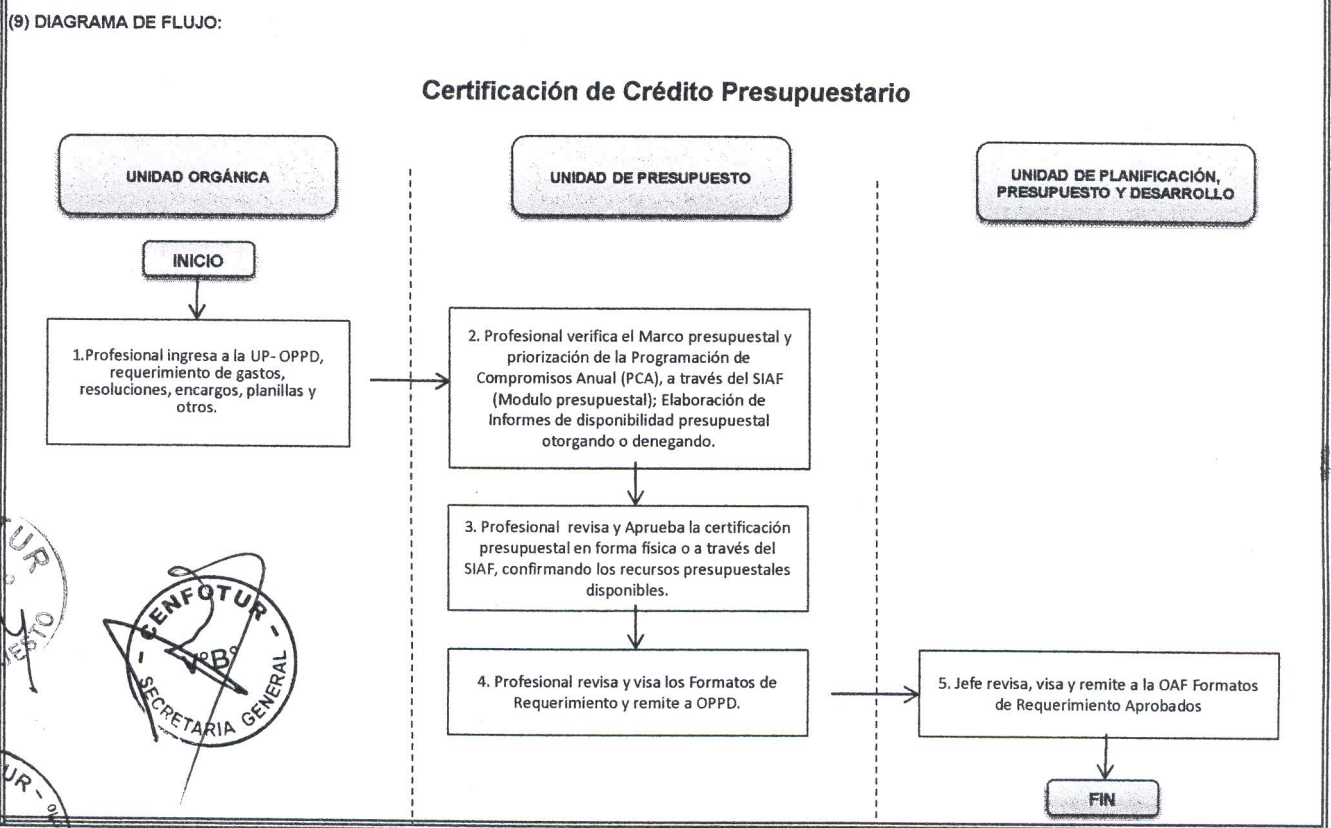 (9) DIAGRAMA DE FLUJO:
Certificación de Crédito Presupuestario
UNIDAD ORGÁNICA
UNIDAD DE PRESUPUESTO
UNIDAD DE PLANIFICACIÓN,
PRESUPUESTO Y DESARROLLO
INICIO
1.Profesional ingresa a la UP- OPPD,
requerimiento de gastos,
resoluciones, encargos, planillas y
otros.
2. Profesional verifica el Marco presupuestal y
priorización de la Programación de
Compromisos Anual (PCA), a través del SIAF
(Modulo presupuestal); Elaboración de
Informes de disponibilidad presupuestal
otorgando o denegando.
3. Profesional revisa y Aprueba la certificación
presupuestal en forma física o a través del
SIAF, confirmando los recursos presupuestales
disponibles.
4. Profesional revisa y visa los Formatos de
Requerimiento y remite a OPPD.
5. Jefe revisa, visa y remite a la OAF Formatos
de Requerimiento Aprobados
FIN
- CENFOTUR -
V°B°
SECRETARIA GENERAL